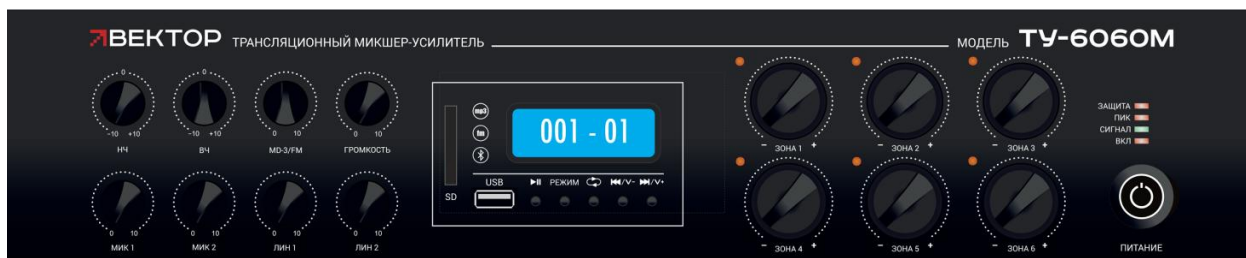 ВЕКТОР ТРАНСЛЯЦИОННЫЙ МИКШЕР-УСИЛИТЕЛЬ МОДЕЛЬ ТУ-6060М
0 0
-10 +10 -10 +10 0 10 0 10
НЧ ВЧ MD-3/FM ГРОМКОСТЬ
mp3
fm
001 - 01
USB РЕЖИМ /V- /V+
SD
- ЗОНА 1 + - ЗОНА 2 + - ЗОНА 3 +
ЗАЩИТА
ПИК
СИГНАЛ
ВКЛ
0 10 0 10 0 10 0 10
МИК 1 МИК 2 ЛИН 1 ЛИН 2
- ЗОНА 4 + - ЗОНА 5 + - ЗОНА 6 +
ПИТАНИЕ